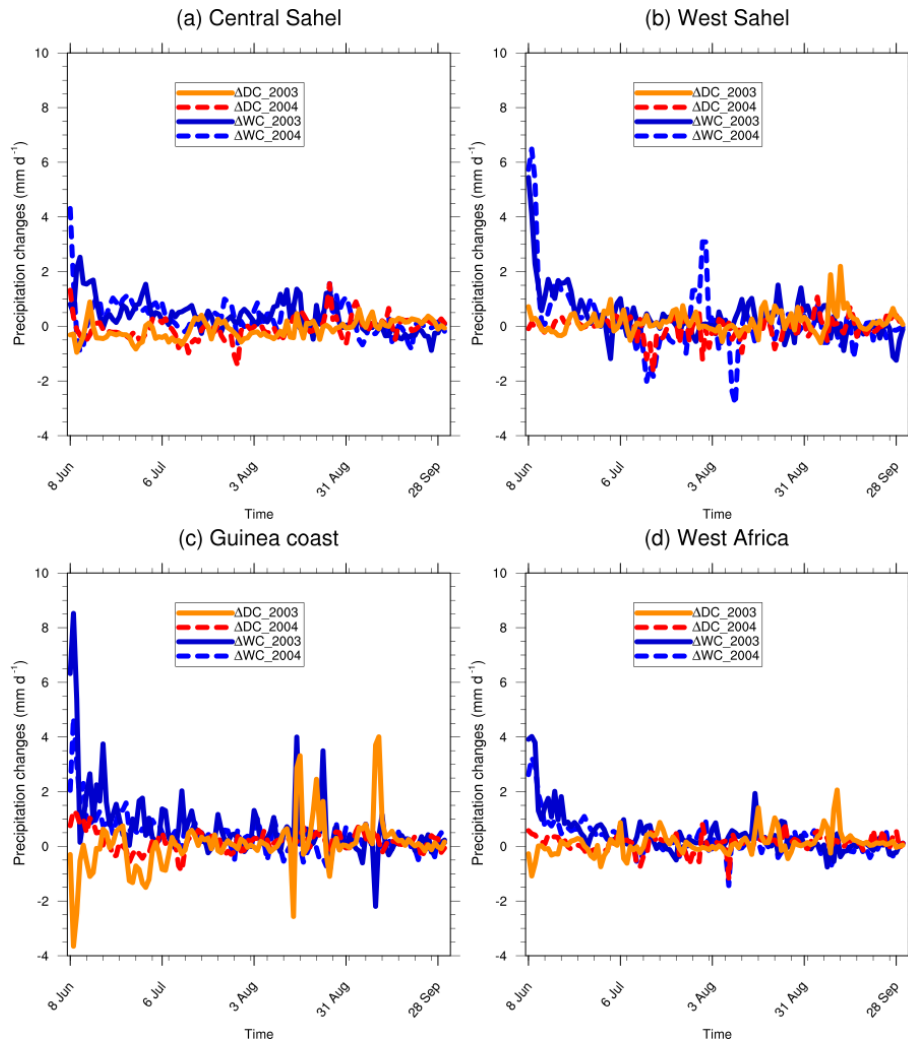 (a) Central Sahel
Precipitation changes (mm d⁻¹)
10
8
6
4
2
0
-2
-4
ΔDC_2003
ΔDC_2004
ΔWC_2003
ΔWC_2004
8 Jun
6 Jul
3 Aug
31 Aug
28 Sep
Time
(b) West Sahel
Precipitation changes (mm d⁻¹)
10
8
6
4
2
0
-2
-4
ΔDC_2003
ΔDC_2004
ΔWC_2003
ΔWC_2004
8 Jun
6 Jul
3 Aug
31 Aug
28 Sep
Time
(c) Guinea coast
Precipitation changes (mm d⁻¹)
10
8
6
4
2
0
-2
-4
ΔDC_2003
ΔDC_2004
ΔWC_2003
ΔWC_2004
8 Jun
6 Jul
3 Aug
31 Aug
28 Sep
Time
(d) West Africa
Precipitation changes (mm d⁻¹)
10
8
6
4
2
0
-2
-4
ΔDC_2003
ΔDC_2004
ΔWC_2003
ΔWC_2004
8 Jun
6 Jul
3 Aug
31 Aug
28 Sep
Time